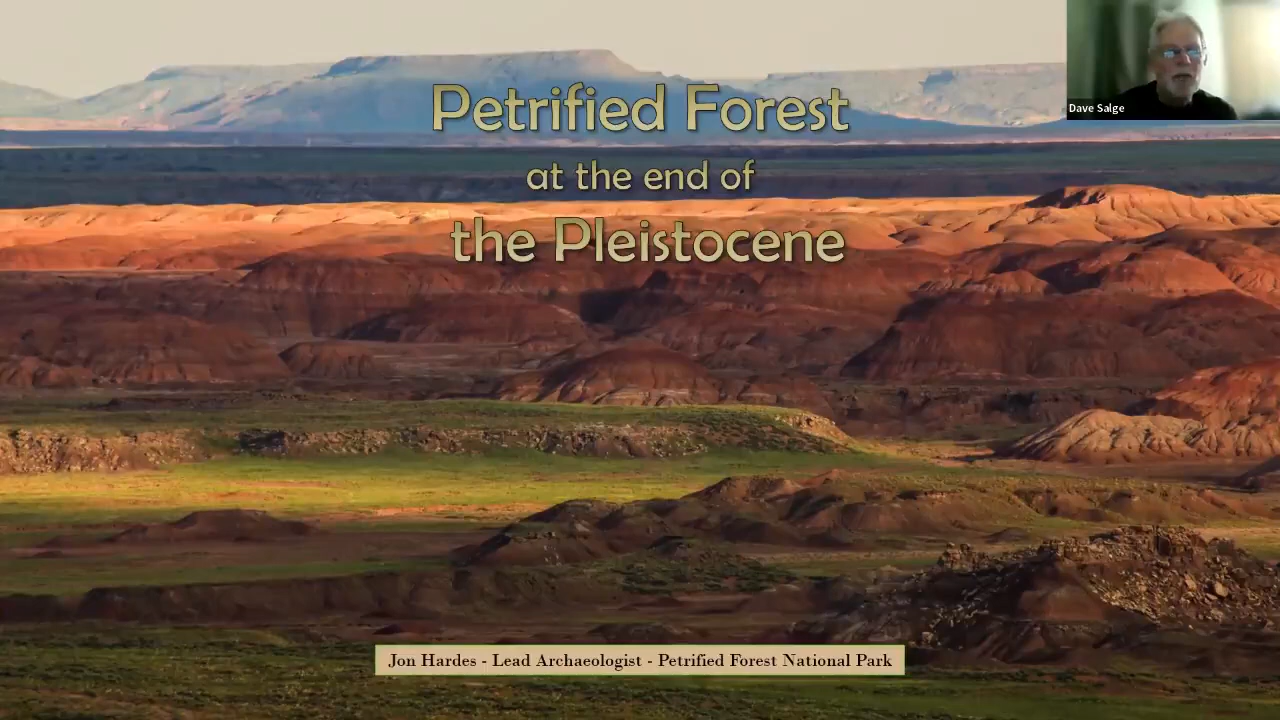 Petrified Forest
at the end of
the Pleistocene
Dave Salge
Jon Hardes - Lead Archaeologist - Petrified Forest National Park